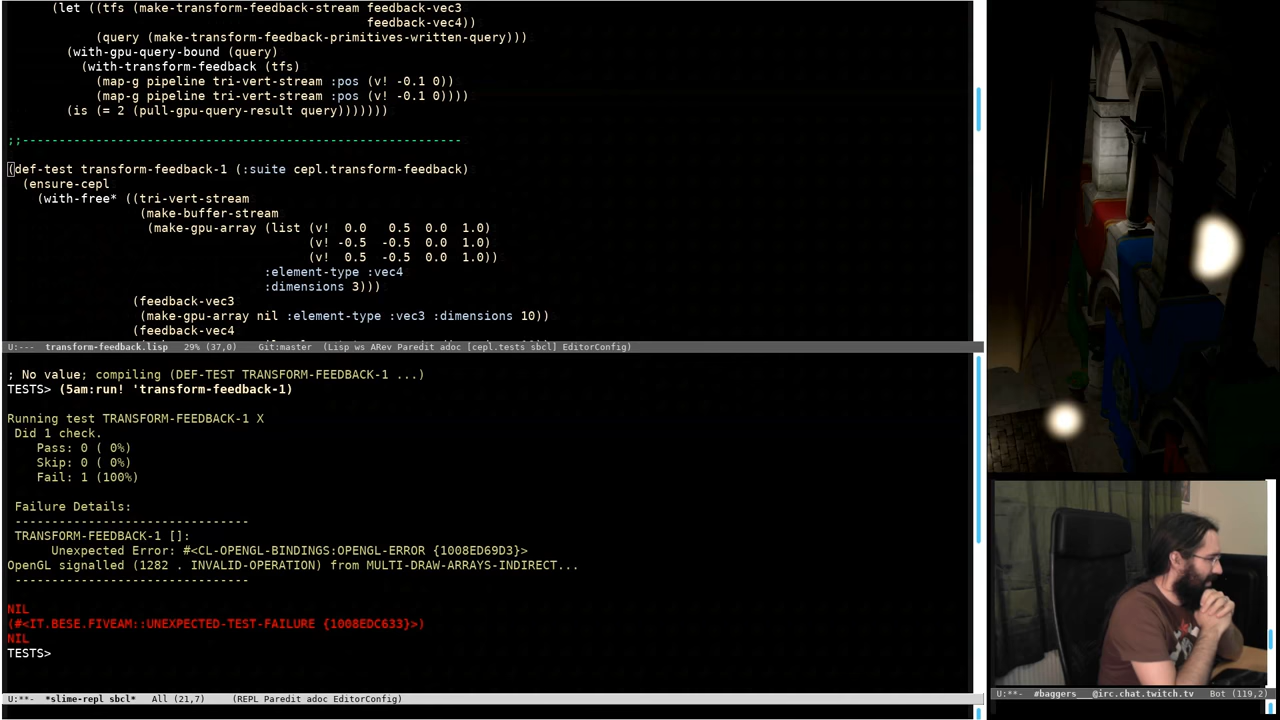 (let ((tfs (make-transform-feedback-stream feedback-vec3
feedback-vec4))
(query (make-transform-feedback-primitives-written-query)))
(with-gpu-query-bound (query)
(with-transform-feedback (tfs)
(map-g pipeline tri-vert-stream :pos (v! -0.1 0))
(map-g pipeline tri-vert-stream :pos (v! -0.1 0))))
(is (= 2 (pull-gpu-query-result query)))))))
;;------------------------------------------------------------
(def-test transform-feedback-1 (:suite cepl.transform-feedback)
(ensure-cepl
(with-free* ((tri-vert-stream
(make-buffer-stream
(make-gpu-array (list (v!  0.0   0.5  0.0  1.0)
(v! -0.5  -0.5  0.0  1.0)
(v!  0.5  -0.5  0.0  1.0))
:element-type :vec4
:dimensions 3)))
(feedback-vec3
(make-gpu-array nil :element-type :vec3 :dimensions 10))
(feedback-vec4
U:---  transform-feedback.lisp   29% (37,0)    Git:master  (Lisp ws ARev Paredit adoc [cepl.tests sbcl] EditorConfig)
; No value; compiling (DEF-TEST TRANSFORM-FEEDBACK-1 ...)
TESTS> (5am:run! 'transform-feedback-1)
Running test TRANSFORM-FEEDBACK-1 X
Did 1 check.
Pass: 0 ( 0%)
Skip: 0 ( 0%)
Fail: 1 (100%)
Failure Details:
--------------------------------
TRANSFORM-FEEDBACK-1 []:
Unexpected Error: #<CL-OPENGL-BINDINGS:OPENGL-ERROR {1008ED69D3}>
OpenGL signalled (1282 . INVALID-OPERATION) from MULTI-DRAW-ARRAYS-INDIRECT...
--------------------------------
NIL
(#<IT.BESE.FIVEAM::UNEXPECTED-TEST-FAILURE {1008EDC633}>)
NIL
TESTS>
U:**-  *slime-repl sbcl*   All (21,7)     (REPL Paredit adoc EditorConfig)
U:**-  #baggers___@irc.chat.twitch.tv   Bot (119,2)